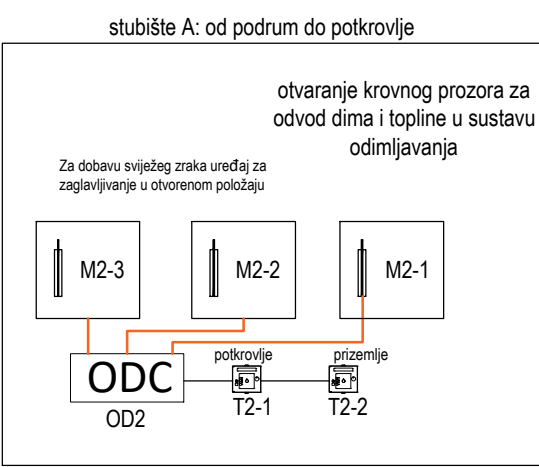 stubište A: od podrum do potkrovlje
otvaranje krovnog prozora za
odvod dima i topline u sustavu
odimljavanja
Za dobavu sviježeg zraka uređaj za
zaglavljivanje u otvorenom položaju
M2-3
M2-2
M2-1
ODC
OD2
potkrovlje
prizemlje
T2-1
T2-2